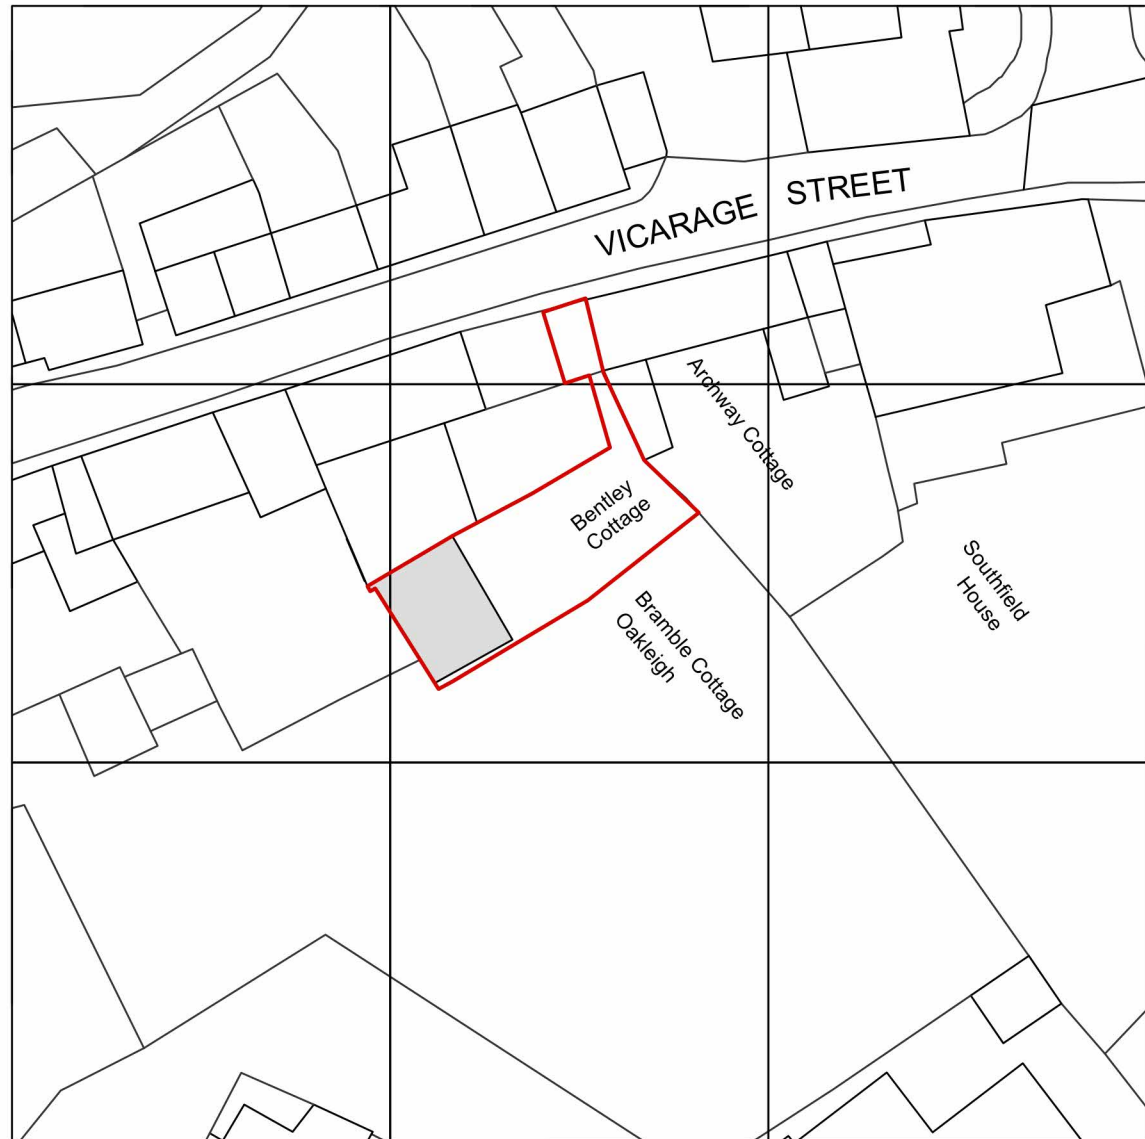 VICARAGE STREET
Archway Cottage
Bentley
Cottage
Southfield
House
Bramble Cottage
Oakleigh